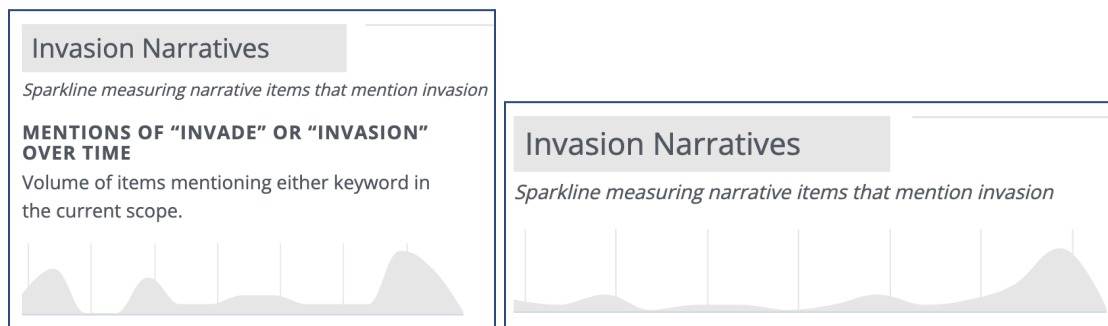 Invasion Narratives
Sparkline measuring narrative items that mention invasion
MENTIONS OF “INVADE” OR “INVASION”
OVER TIME
Volume of items mentioning either keyword in
the current scope.
Invasion Narratives
Sparkline measuring narrative items that mention invasion